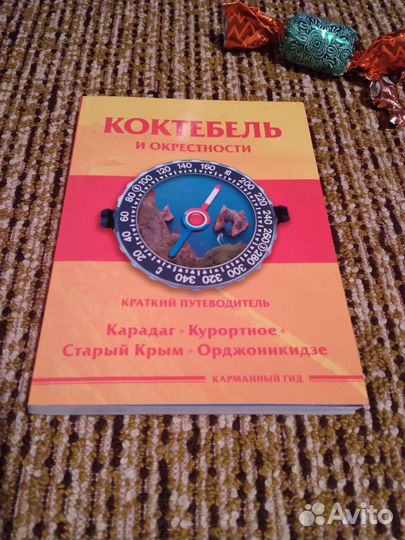 КОКТЕБЕЛЬ
И ОКРЕСТНОСТИ
КРАТКИЙ ПУТЕВОДИТЕЛЬ
Карадаг · Курортное ·
Старый Крым · Орджоникидзе
КАРМАННЫЙ ГИД
Avito